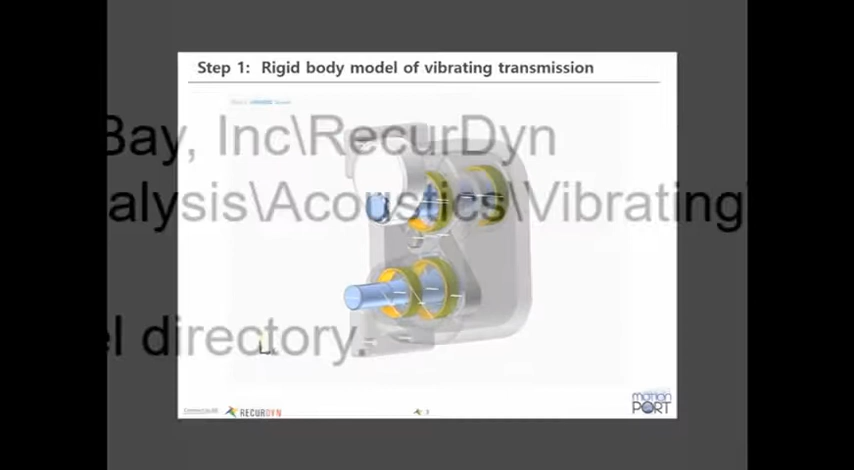 Step 1: Rigid body model of vibrating transmission
Bay, Inc\RecurDyn
alysis\Acoustics\Vibrating
el directory.
RECURDYN
motion
PORT